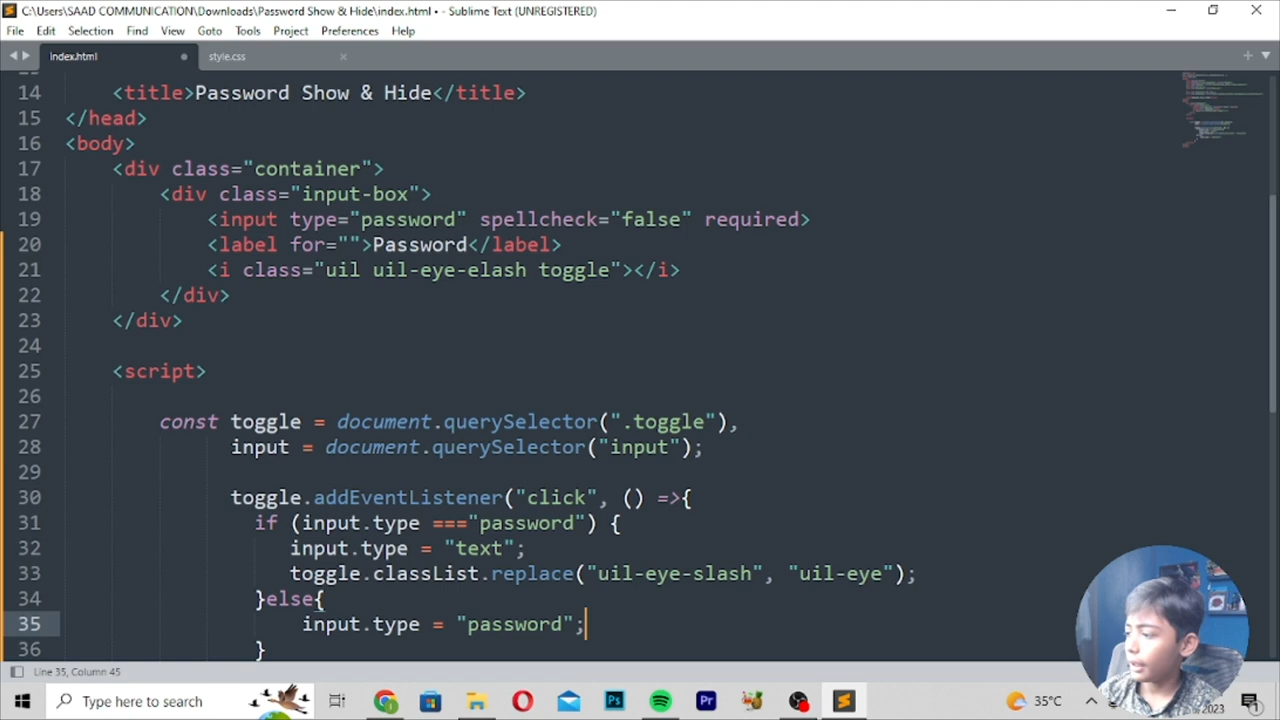 C:\Users\SAAD COMMUNICATION\Downloads\Password Show & Hide\index.html • - Sublime Text (UNREGISTERED)
File Edit Selection Find View Goto Tools Project Preferences Help
index.html style.css
14 <title>Password Show & Hide</title>
15 </head>
16 <body>
17 <div class="container">
18 <div class="input-box">
19 <input type="password" spellcheck="false" required>
20 <label for="">Password</label>
21 <i class="uil uil-eye-elash toggle"></i>
22 </div>
23 </div>
24
25 <script>
26
27 const toggle = document.querySelector(".toggle"),
28 input = document.querySelector("input");
29
30 toggle.addEventListener("click", () =>{
31 if (input.type ==="password") {
32 input.type = "text";
33 toggle.classList.replace("uil-eye-slash", "uil-eye");
34 }else{
35 input.type = "password";
36 }
Line 35, Column 45
Type here to search
35°C
2023